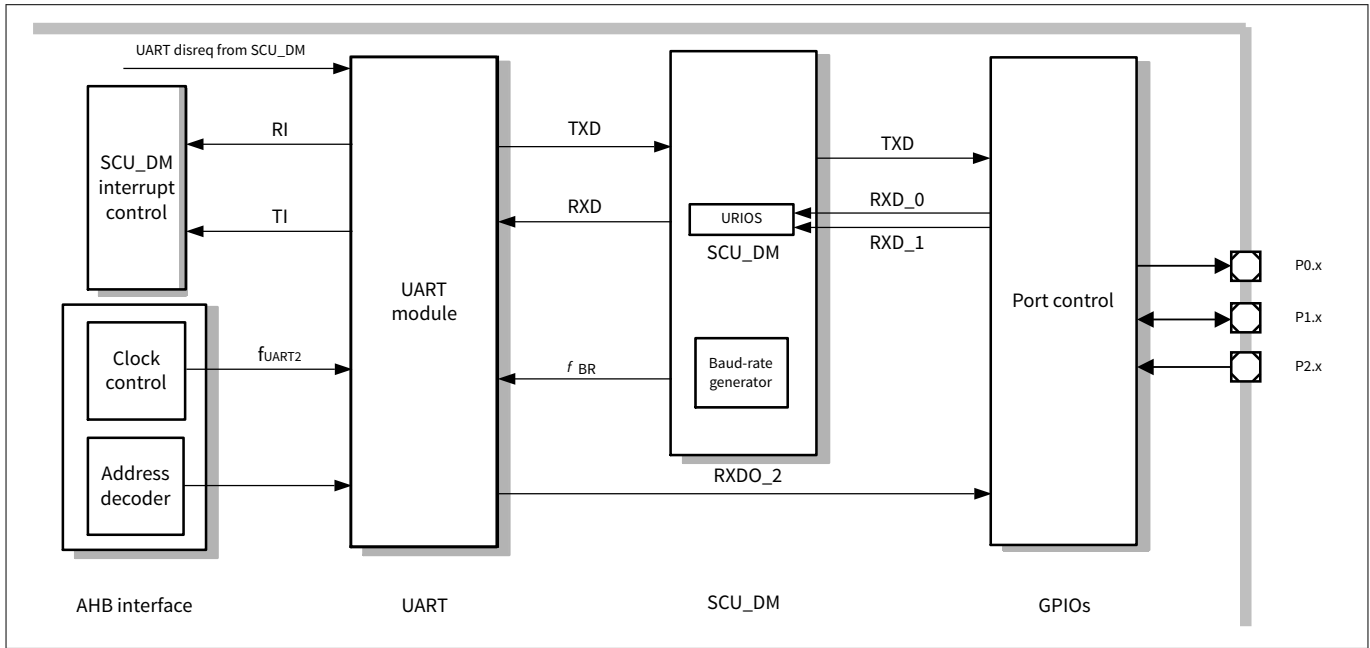 UART disreq from SCU_DM
SCU_DM
interrupt
control
RI
TI
Clock
control
fUART2
Address
decoder
AHB interface
UART
module
UART
TXD
RXD
URIOS
SCU_DM
Baud-rate
generator
f BR
RXDO_2
SCU_DM
TXD
RXD_0
RXD_1
Port control
GPIOs
P0.x
P1.x
P2.x